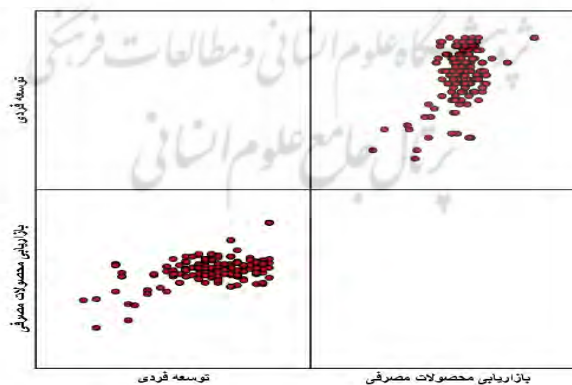 پژوهشگاه علوم انسانی و مطالعات فرهنگی
پرتال جامع علوم انسانی
توسعه فردی
بازاریابی محصولات مصرفی
توسعه فردی
بازاریابی محصولات مصرفی